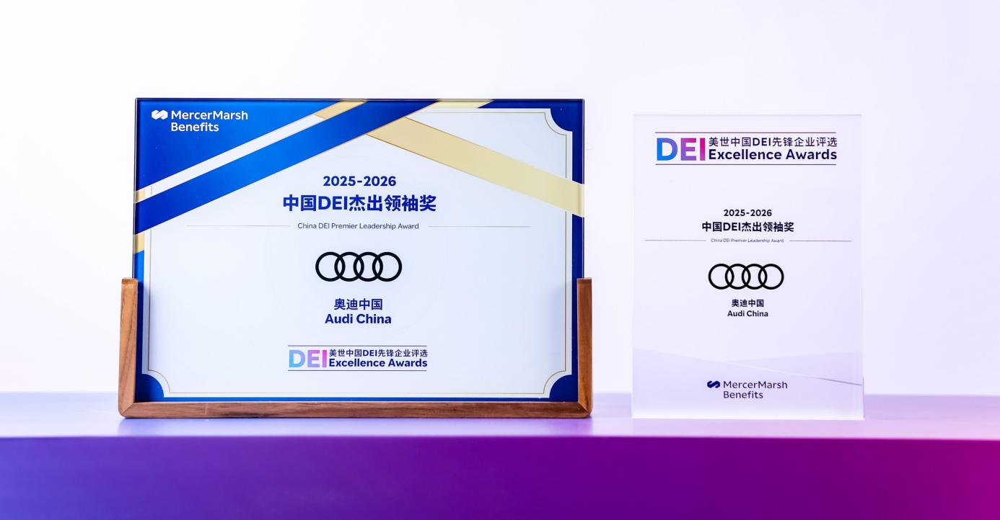 MercerMarsh
Benefits
2025-2026
中国DEI杰出领袖奖
China DEI Premier Leadership Award
奥迪中国
Audi China
DEI 美世中国DEI先锋企业评选
Excellence Awards
DEI 美世中国DEI先锋企业评选
Excellence Awards
2025-2026
中国DEI杰出领袖奖
China DEI Premier Leadership Award
奥迪中国
Audi China
MercerMarsh
Benefits